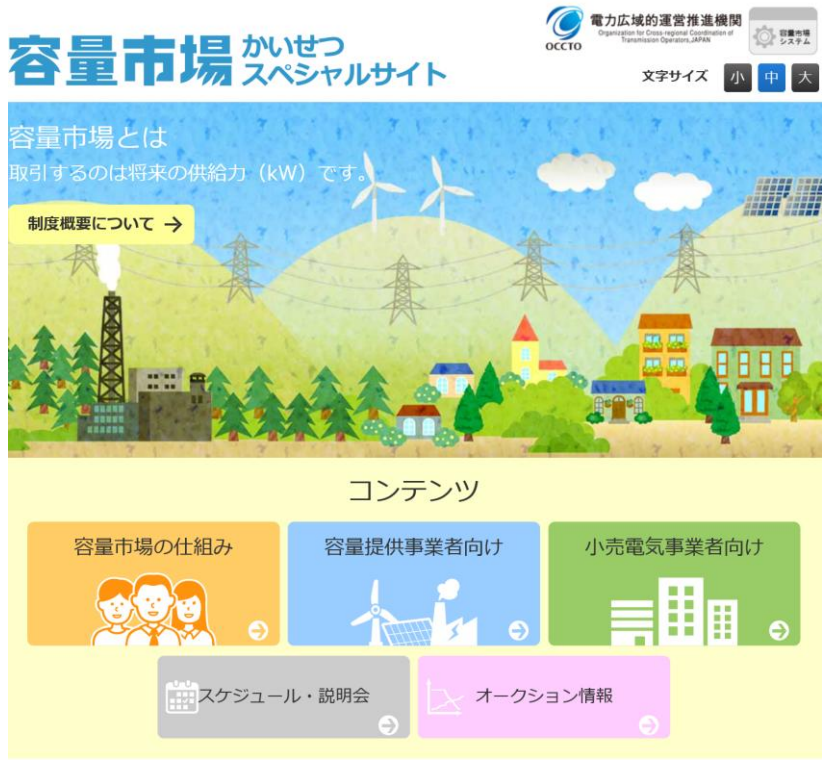 容量市場 かいせつ
スペシャルサイト
OCCTO
電力広域的運営推進機関
Organization for Cross-regional Coordination of
Transmission Operators,JAPAN
容量市場
システム
文字サイズ 小 中 大
容量市場とは
取引するのは将来の供給力（kW）です。
制度概要について →
コンテンツ
容量市場の仕組み
容量提供事業者向け
小売電気事業者向け
スケジュール・説明会
オークション情報